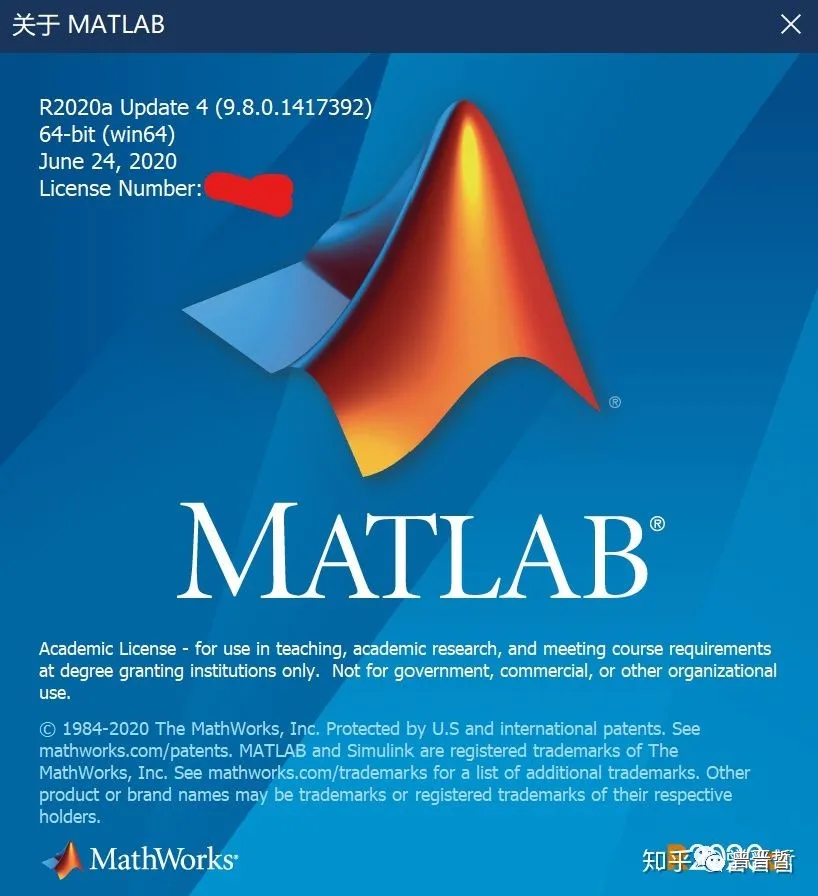 关于 MATLAB
R2020a Update 4 (9.8.0.1417392)
64-bit (win64)
June 24, 2020
License Number:
®
MATLAB®
Academic License - for use in teaching, academic research, and meeting course requirements
at degree granting institutions only.  Not for government, commercial, or other organizational
use.
© 1984-2020 The MathWorks, Inc. Protected by U.S and international patents. See
mathworks.com/patents. MATLAB and Simulink are registered trademarks of The
MathWorks, Inc. See mathworks.com/trademarks for a list of additional trademarks. Other
product or brand names may be trademarks or registered trademarks of their respective
holders.
MathWorks®
知乎 曾晋哲